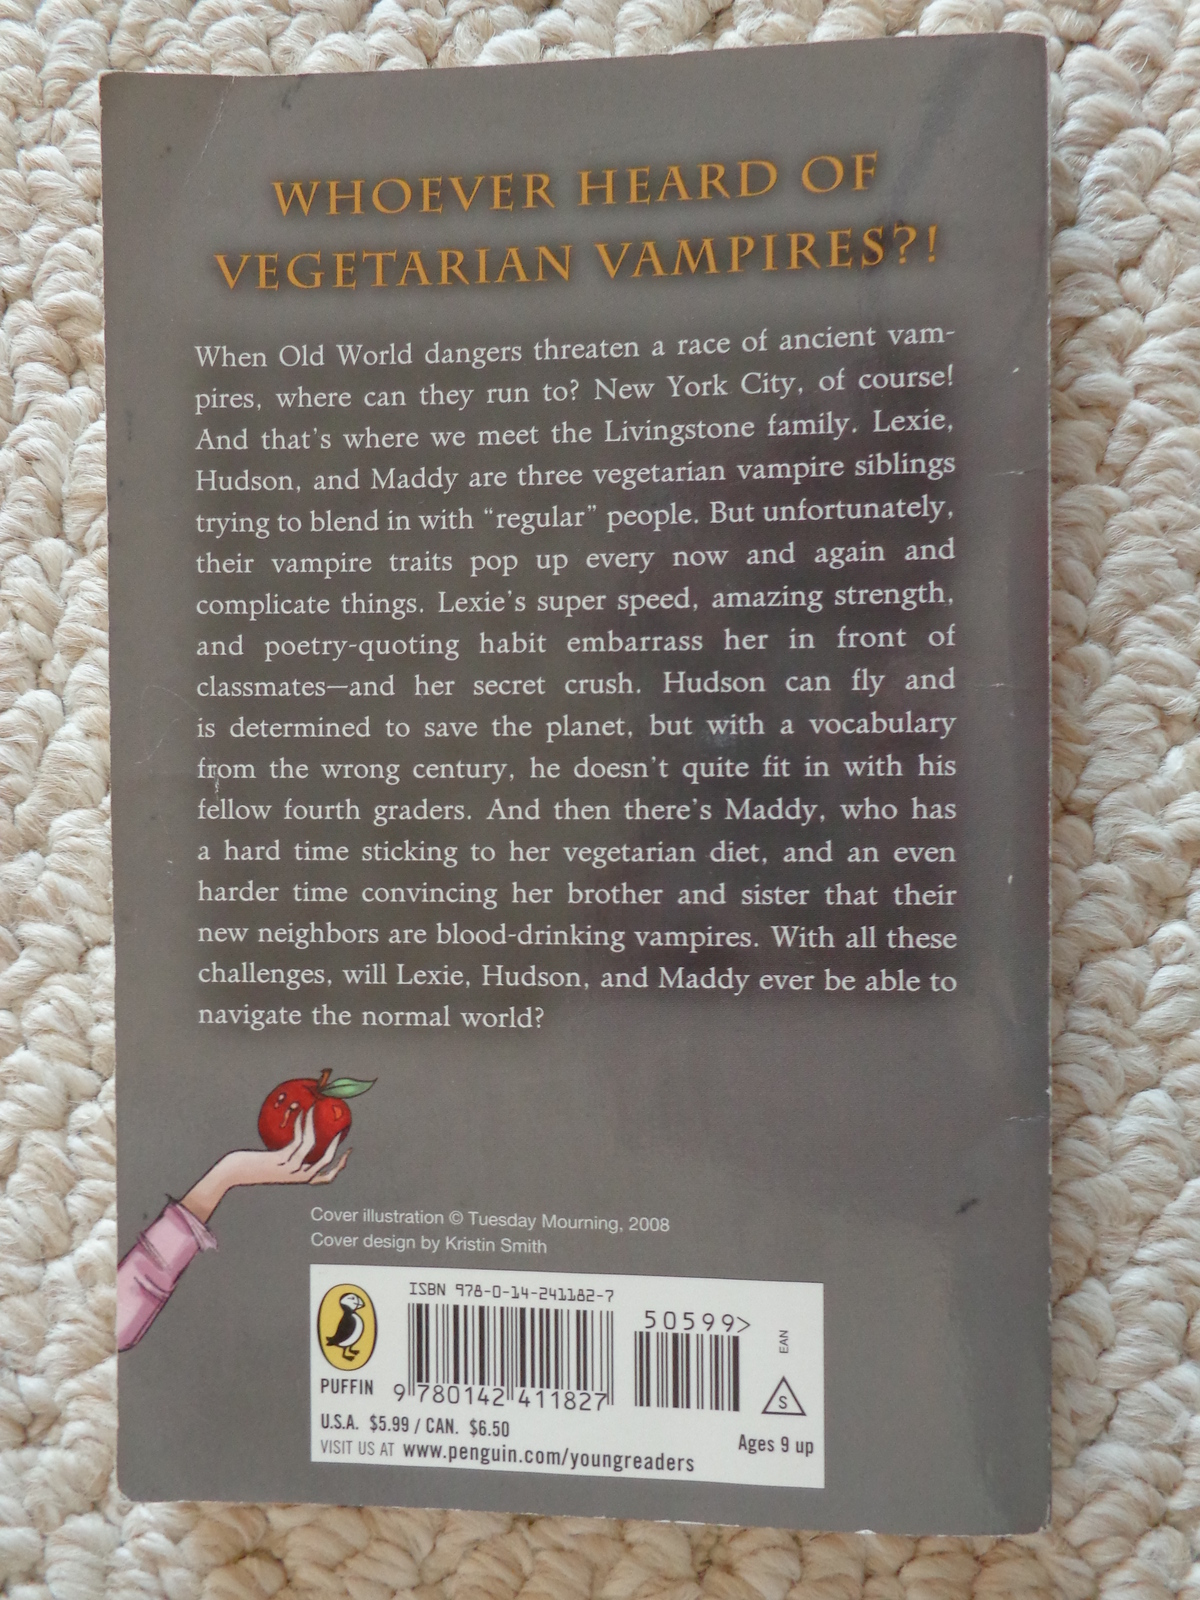 WHOEVER HEARD OF
VEGETARIAN VAMPIRES?!
When Old World dangers threaten a race of ancient vam-
pires, where can they run to? New York City, of course!
And that's where we meet the Livingstone family. Lexie,
Hudson, and Maddy are three vegetarian vampire siblings
trying to blend in with “regular” people. But unfortunately,
their vampire traits pop up every now and again and
complicate things. Lexie's super speed, amazing strength,
and poetry-quoting habit embarrass her in front of
classmates—and her secret crush. Hudson can fly and
is determined to save the planet, but with a vocabulary
from the wrong century, he doesn't quite fit in with his
fellow fourth graders. And then there's Maddy, who has
a hard time sticking to her vegetarian diet, and an even
harder time convincing her brother and sister that their
new neighbors are blood-drinking vampires. With all these
challenges, will Lexie, Hudson, and Maddy ever be able to
navigate the normal world?
Cover illustration © Tuesday Mourning, 2008
Cover design by Kristin Smith
ISBN 978-0-14-241182-7
50599>
EAN
S
PUFFIN
9 780142 411827
U.S.A. $5.99 / CAN. $6.50
VISIT US AT www.penguin.com/youngreaders
Ages 9 up